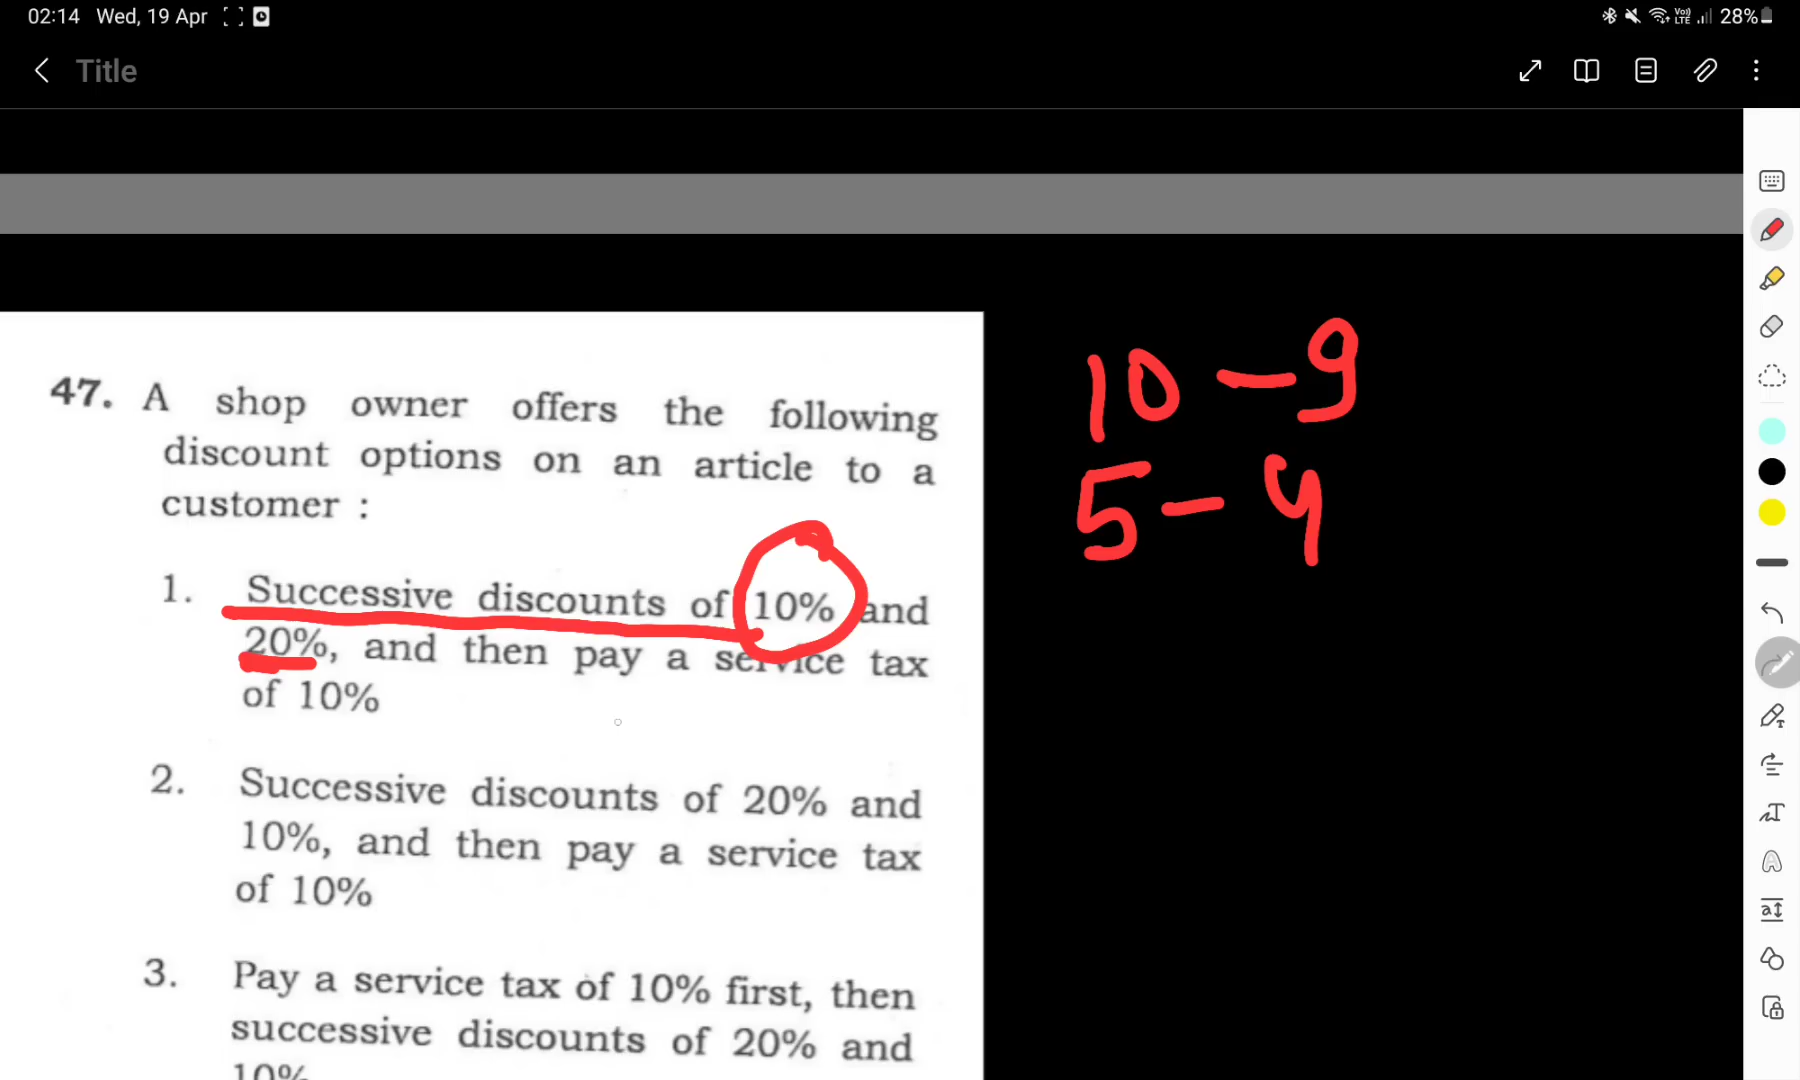 02:14 Wed, 19 Apr
Vo)) LTE 28%
Title
47. A shop owner offers the following
discount options on an article to a
customer :
1. Successive discounts of 10% and
20%, and then pay a service tax
of 10%
2. Successive discounts of 20% and
10%, and then pay a service tax
of 10%
3. Pay a service tax of 10% first, then
successive discounts of 20% and
10%
10 - 9
5 - 4